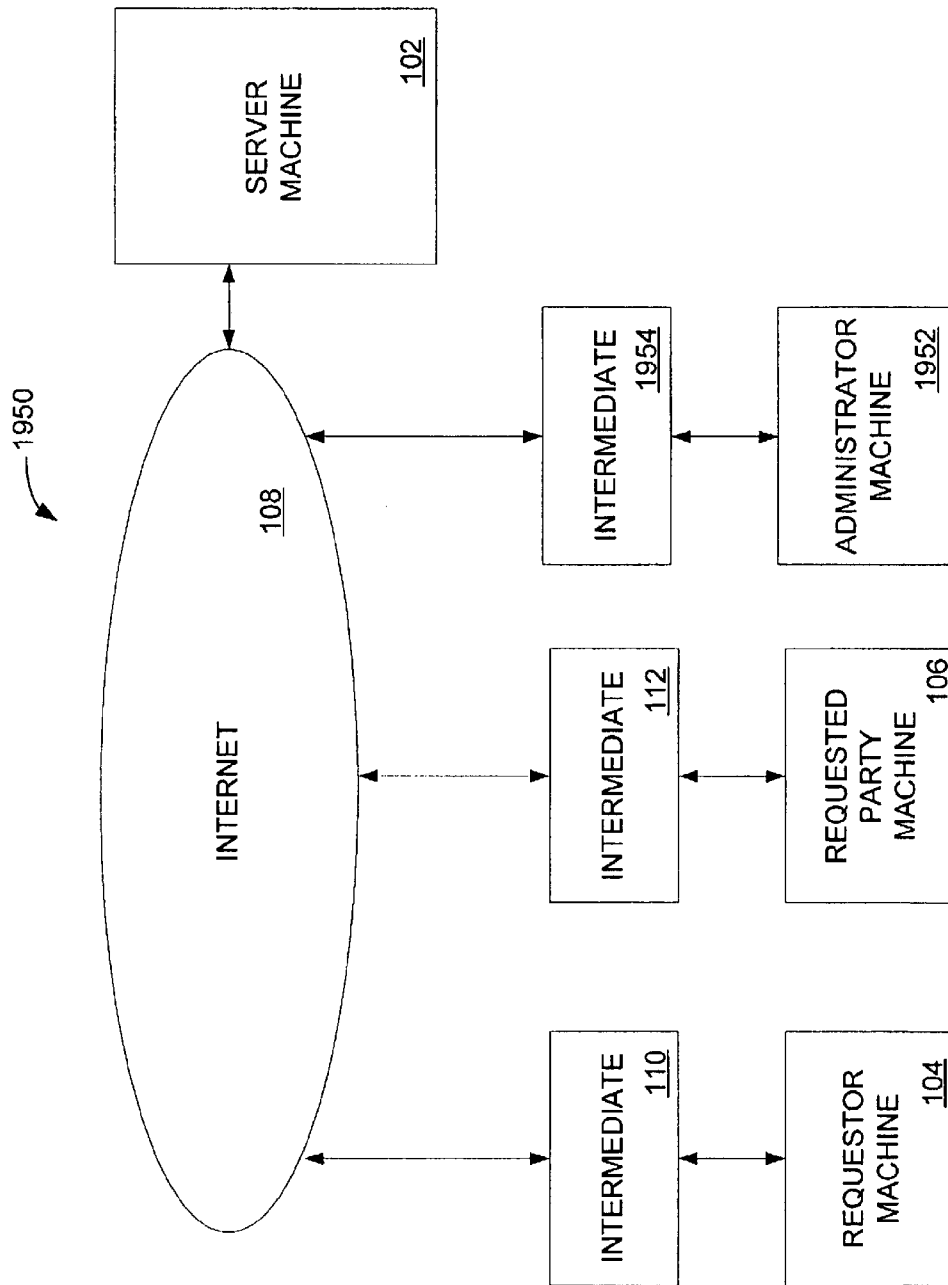 1950
INTERNET
108
SERVER
MACHINE
102
INTERMEDIATE
110
INTERMEDIATE
112
INTERMEDIATE
1954
REQUESTOR
MACHINE
104
REQUESTED
PARTY
MACHINE
106
ADMINISTRATOR
MACHINE
1952